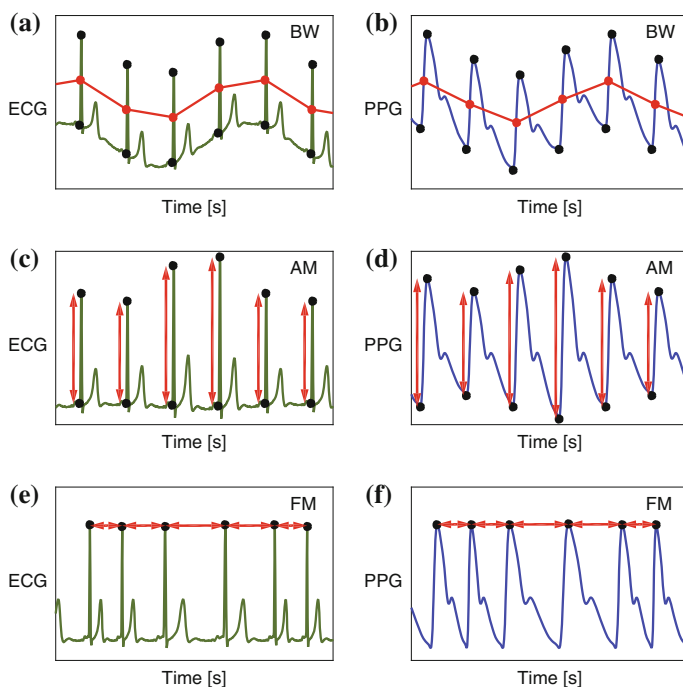 (a) BW
ECG
Time [s]
(b) BW
PPG
Time [s]
(c) AM
ECG
Time [s]
(d) AM
PPG
Time [s]
(e) FM
ECG
Time [s]
(f) FM
PPG
Time [s]